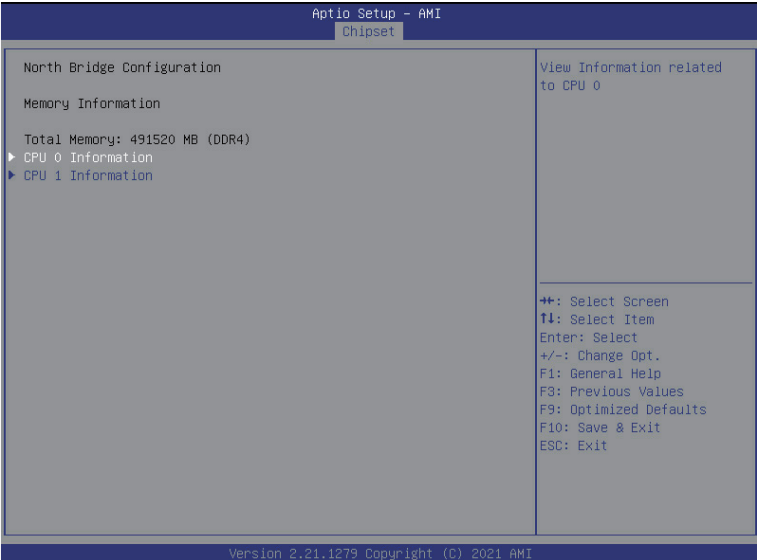 Aptio Setup – AMI
Chipset
North Bridge Configuration
Memory Information
Total Memory: 491520 MB (DDR4)
CPU 0 Information
CPU 1 Information
View Information related
to CPU 0
→←: Select Screen
↑↓: Select Item
Enter: Select
+/-: Change Opt.
F1: General Help
F3: Previous Values
F9: Optimized Defaults
F10: Save & Exit
ESC: Exit
Version 2.21.1279 Copyright (C) 2021 AMI